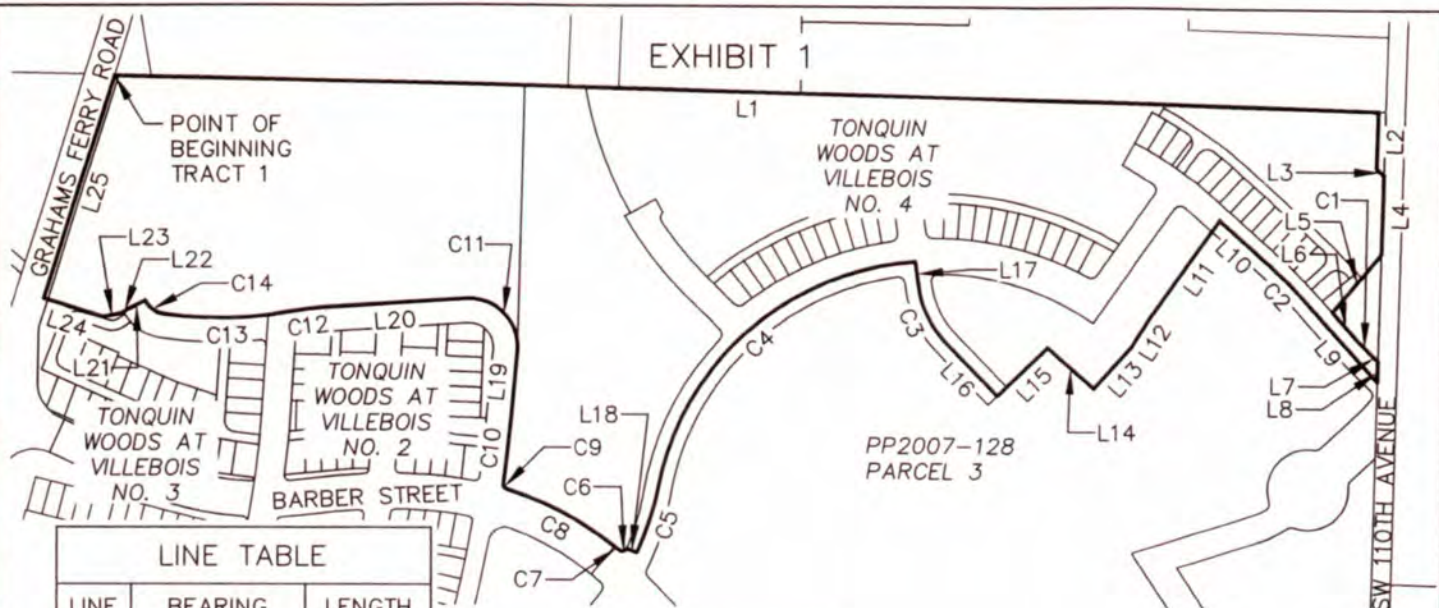 EXHIBIT 1
GRAHAMS FERRY ROAD
POINT OF
BEGINNING
TRACT 1
L1
TONQUIN
WOODS AT
VILLEBOIS
NO. 4
L2
L3
C1
L4
L5
L6
L25
L23
L22
C14
C11
L17
L10
C2
L11
L24
L21
C13
C12
L20
C4
C3
L12
L9
L7
L8
L19
L16
L15
L13
L14
TONQUIN
WOODS AT
VILLEBOIS
NO. 2
TONQUIN
WOODS AT
VILLEBOIS
NO. 3
C10
C9
L18
C6
C8
C5
C7
BARBER STREET
PP2007-128
PARCEL 3
SW 110TH AVENUE
LINE TABLE
LINE BEARING LENGTH